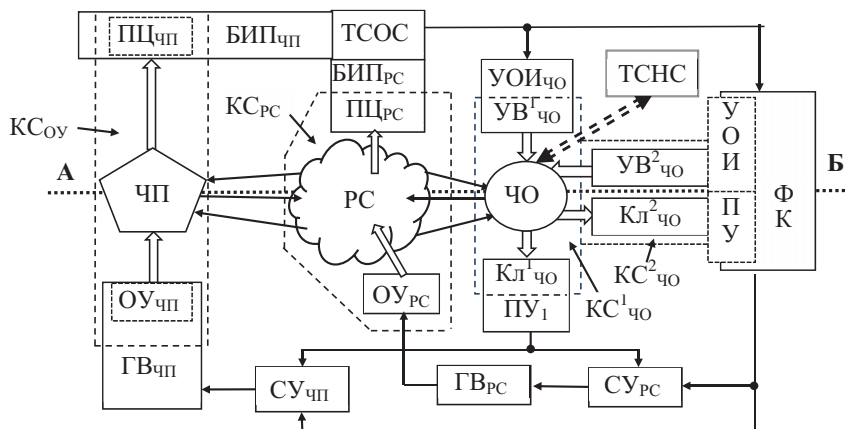 ПЦчп БИПчп ТСОС
БИПРС
ПЦРС
УОИчо
УВ¹чо
ТСНС
КСОУ
КСРС
У
О
И
УВ²чо
А
Б
ЧП
РС
ЧО
Ф
К
П
У
Кл²чо
КС²чо
КС¹чо
ОУчп
ОУРС
Кл¹чо
ПУ₁
ГВчп
СУчп
ГВРС
СУРС